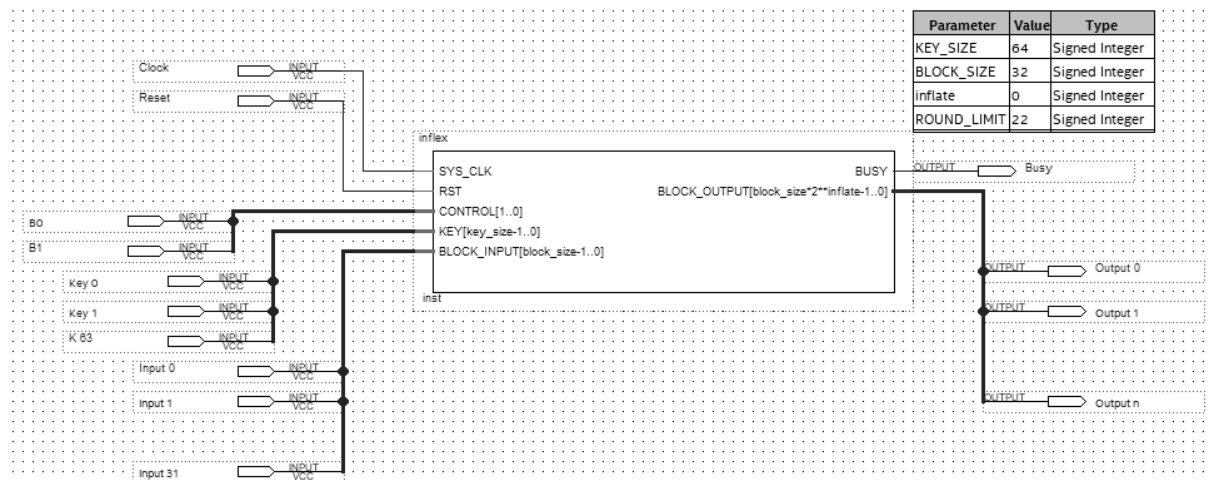 Parameter Value Type
KEY_SIZE 64 Signed Integer
BLOCK_SIZE 32 Signed Integer
inflate 0 Signed Integer
ROUND_LIMIT 22 Signed Integer
Clock INPUT VCC
Reset INPUT VCC
inflex
SYS_CLK BUSY OUTPUT Busy
RST BLOCK_OUTPUT[block_size*2**inflate-1..0]
B0 INPUT VCC CONTROL[1..0]
B1 INPUT VCC KEY[key_size-1..0]
BLOCK_INPUT[block_size-1..0]
Key 0 INPUT VCC
OUTPUT Output 0
inst
Key 1 INPUT VCC
OUTPUT Output 1
K 63 INPUT VCC
Input 0 INPUT VCC
Input 1 INPUT VCC
OUTPUT Output n
Input 31 INPUT VCC